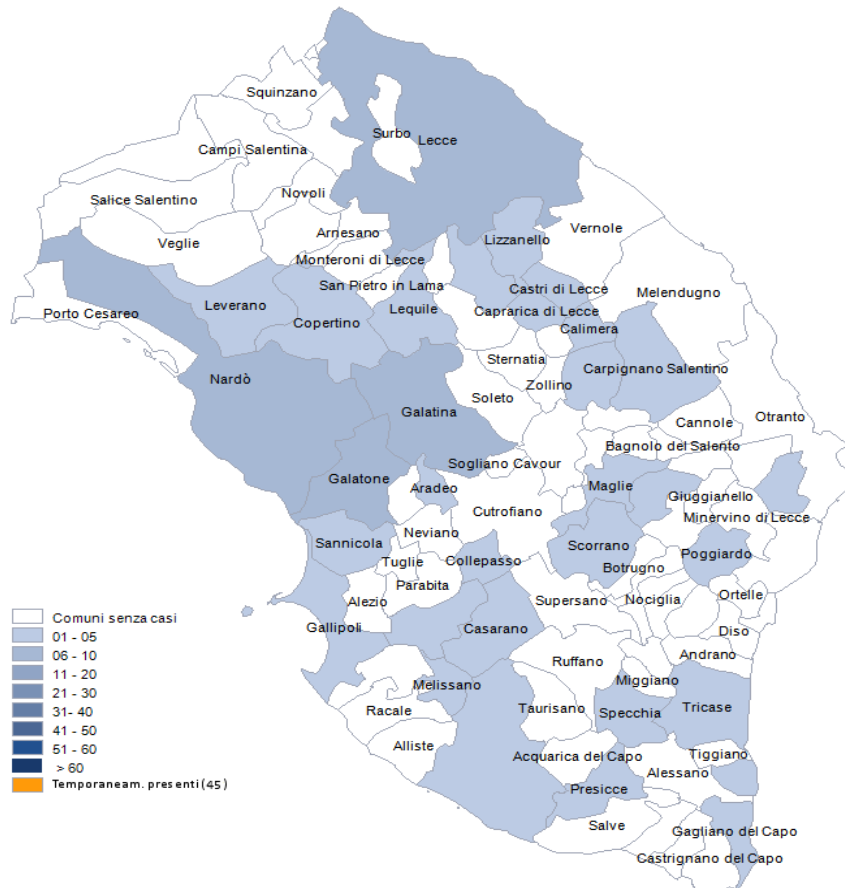 Squinzano
Surbo
Lecce
Campi Salentina
Novoli
Salice Salentino
Arnesano
Vernole
Veglie
Lizzanello
Monteroni di Lecce
San Pietro in Lama
Castri di Lecce
Melendugno
Leverano
Lequile
Caprarica di Lecce
Porto Cesareo
Copertino
Calimera
Sternatia
Carpignano Salentino
Nardò
Zollino
Soleto
Galatina
Otranto
Cannole
Bagnolo del Salento
Sogliano Cavour
Galatone
Aradeo
Maglie
Giuggianello
Cutrofiano
Minervino di Lecce
Neviano
Sannicola
Scorrano
Poggiardo
Collepasso
Tuglie
Botrugno
Parabita
Ortelle
Alezio
Supersano
Nociglia
Gallipoli
Casarano
Diso
Andrano
Ruffano
Miggiano
Melissano
Racale
Taurisano
Specchia
Tricase
Alliste
Acquarica del Capo
Tiggiano
Alessano
Presicce
Salve
Gagliano del Capo
Castrignano del Capo
Comuni senza casi
01 - 05
06 - 10
11 - 20
21 - 30
31- 40
41 - 50
51 - 60
> 60
Temporaneam. presenti (45)